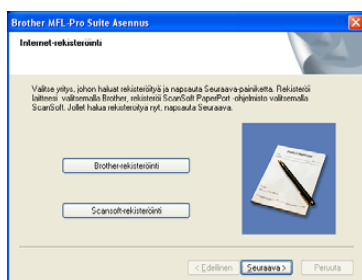 Brother MFL-Pro Suite Asennus
Internet-rekisteröinti
Valitse yritys, johon haluat rekisteröityä ja napsauta Seuraava-painiketta. Rekisteröi
laitteesi valitsemalla Brother, rekisteröi ScanSoft PaperPort -ohjelmisto valitsemalla
ScanSoft. Jollet halua rekisteröityä nyt, napsauta Seuraava.
Brother-rekisteröinti
Scansoft-rekisteröinti
< Edellinen
Seuraava >
Peruuta